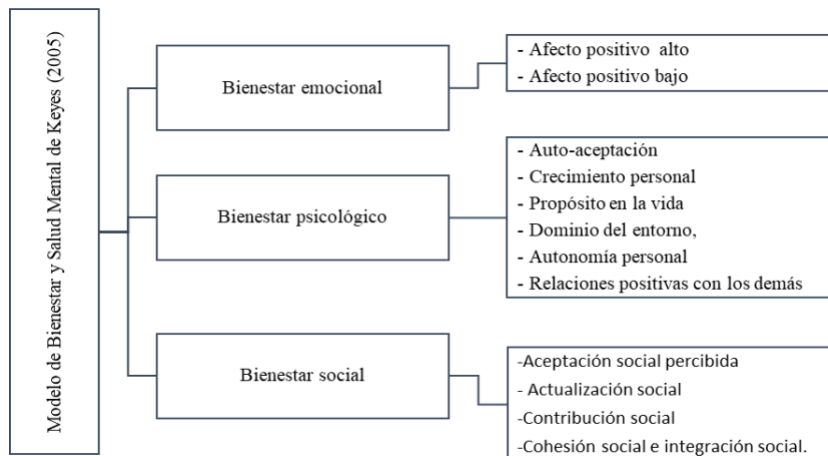 Modelo de Bienestar y Salud Mental de Keyes (2005)
Bienestar emocional
- Afecto positivo alto
- Afecto positivo bajo
Bienestar psicológico
- Auto-aceptación
- Crecimiento personal
- Propósito en la vida
- Dominio del entorno,
- Autonomía personal
- Relaciones positivas con los demás
Bienestar social
-Aceptación social percibida
- Actualización social
-Contribución social
-Cohesión social e integración social.